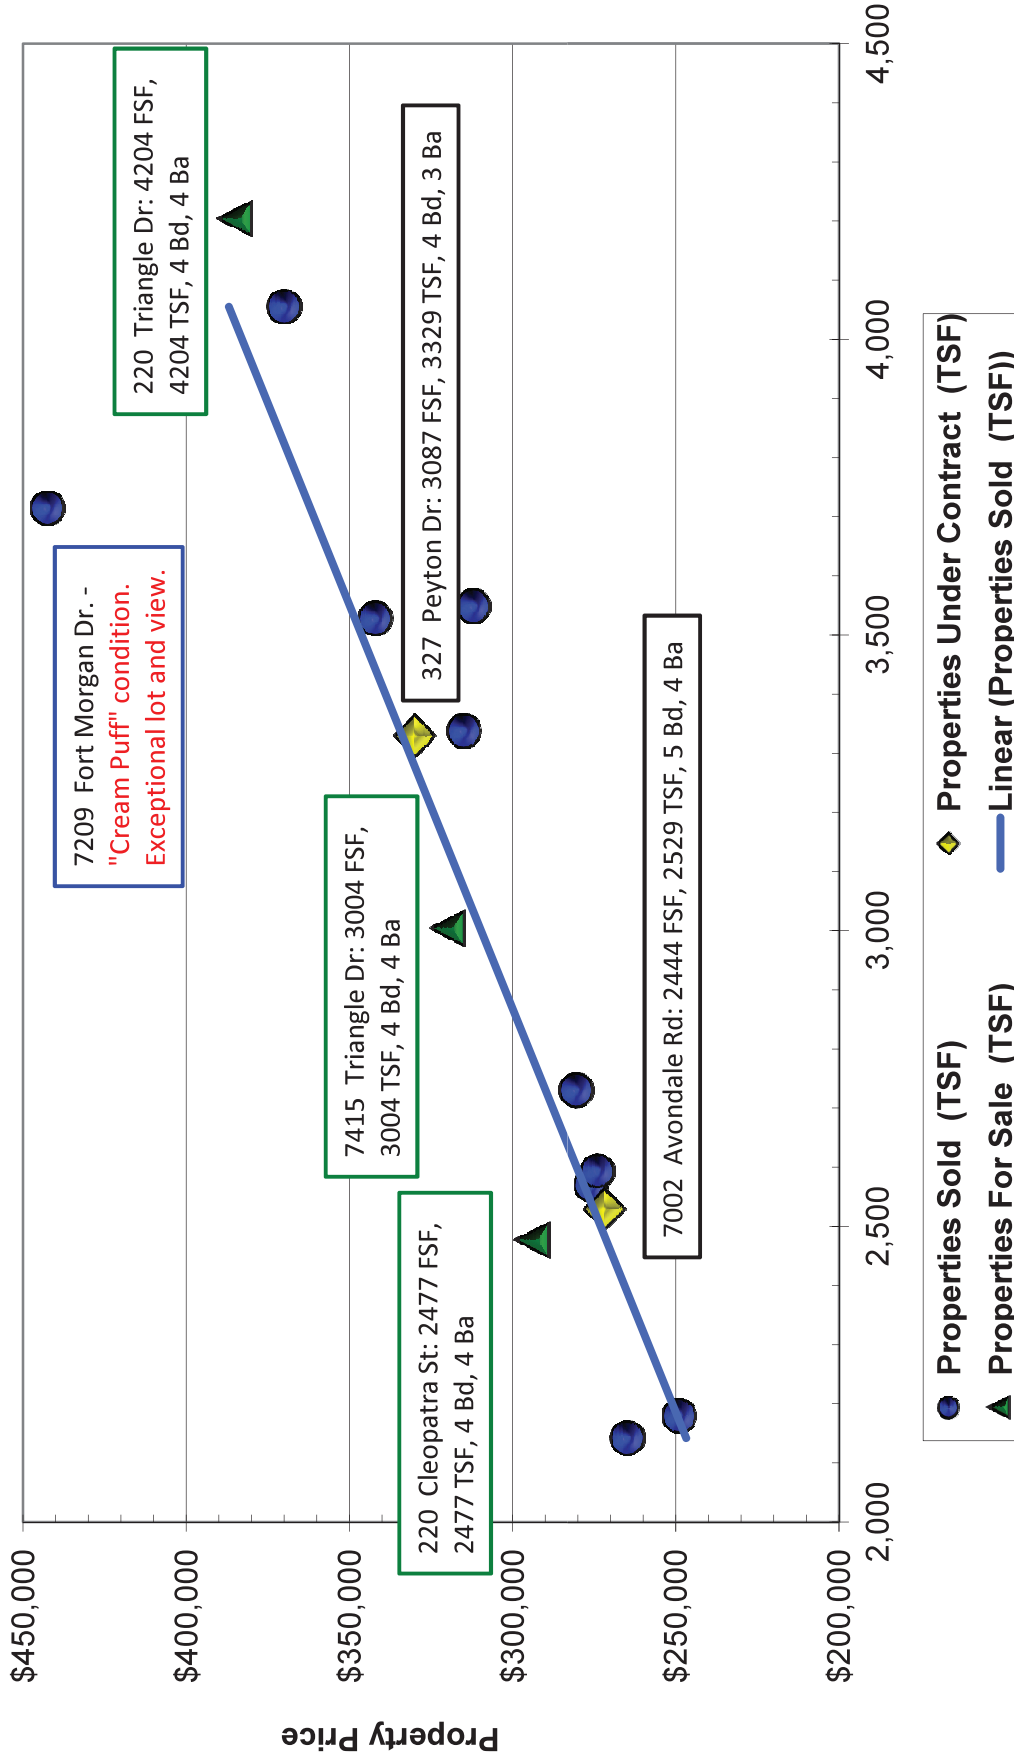 Property Price
$450,000
$400,000
$350,000
$300,000
$250,000
$200,000
2,000
2,500
3,000
3,500
4,000
4,500
7209 Fort Morgan Dr. -
"Cream Puff" condition.
Exceptional lot and view.
220 Triangle Dr: 4204 FSF,
4204 TSF, 4 Bd, 4 Ba
7415 Triangle Dr: 3004 FSF,
3004 TSF, 4 Bd, 4 Ba
220 Cleopatra St: 2477 FSF,
2477 TSF, 4 Bd, 4 Ba
327 Peyton Dr: 3087 FSF, 3329 TSF, 4 Bd, 3 Ba
7002 Avondale Rd: 2444 FSF, 2529 TSF, 5 Bd, 4 Ba
Properties Sold (TSF)
Properties Under Contract (TSF)
Properties For Sale (TSF)
Linear (Properties Sold (TSF))